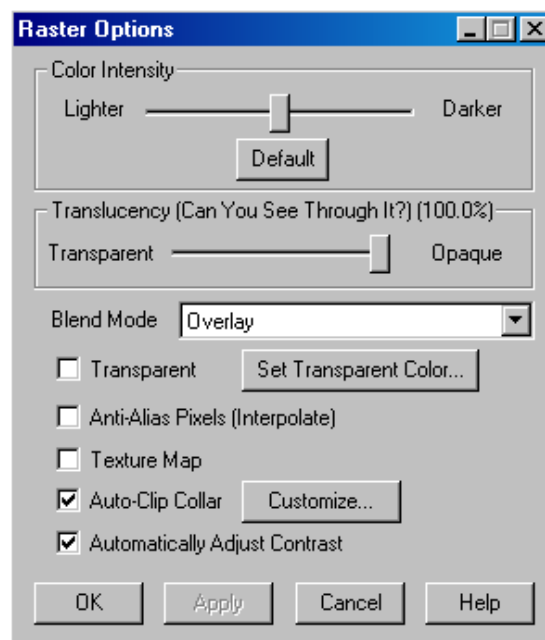 Raster Options
Color Intensity
Lighter Darker
Default
Translucency (Can You See Through It?) (100.0%)
Transparent Opaque
Blend Mode Overlay
Transparent Set Transparent Color...
Anti-Alias Pixels (Interpolate)
Texture Map
Auto-Clip Collar Customize...
Automatically Adjust Contrast
OK Apply Cancel Help